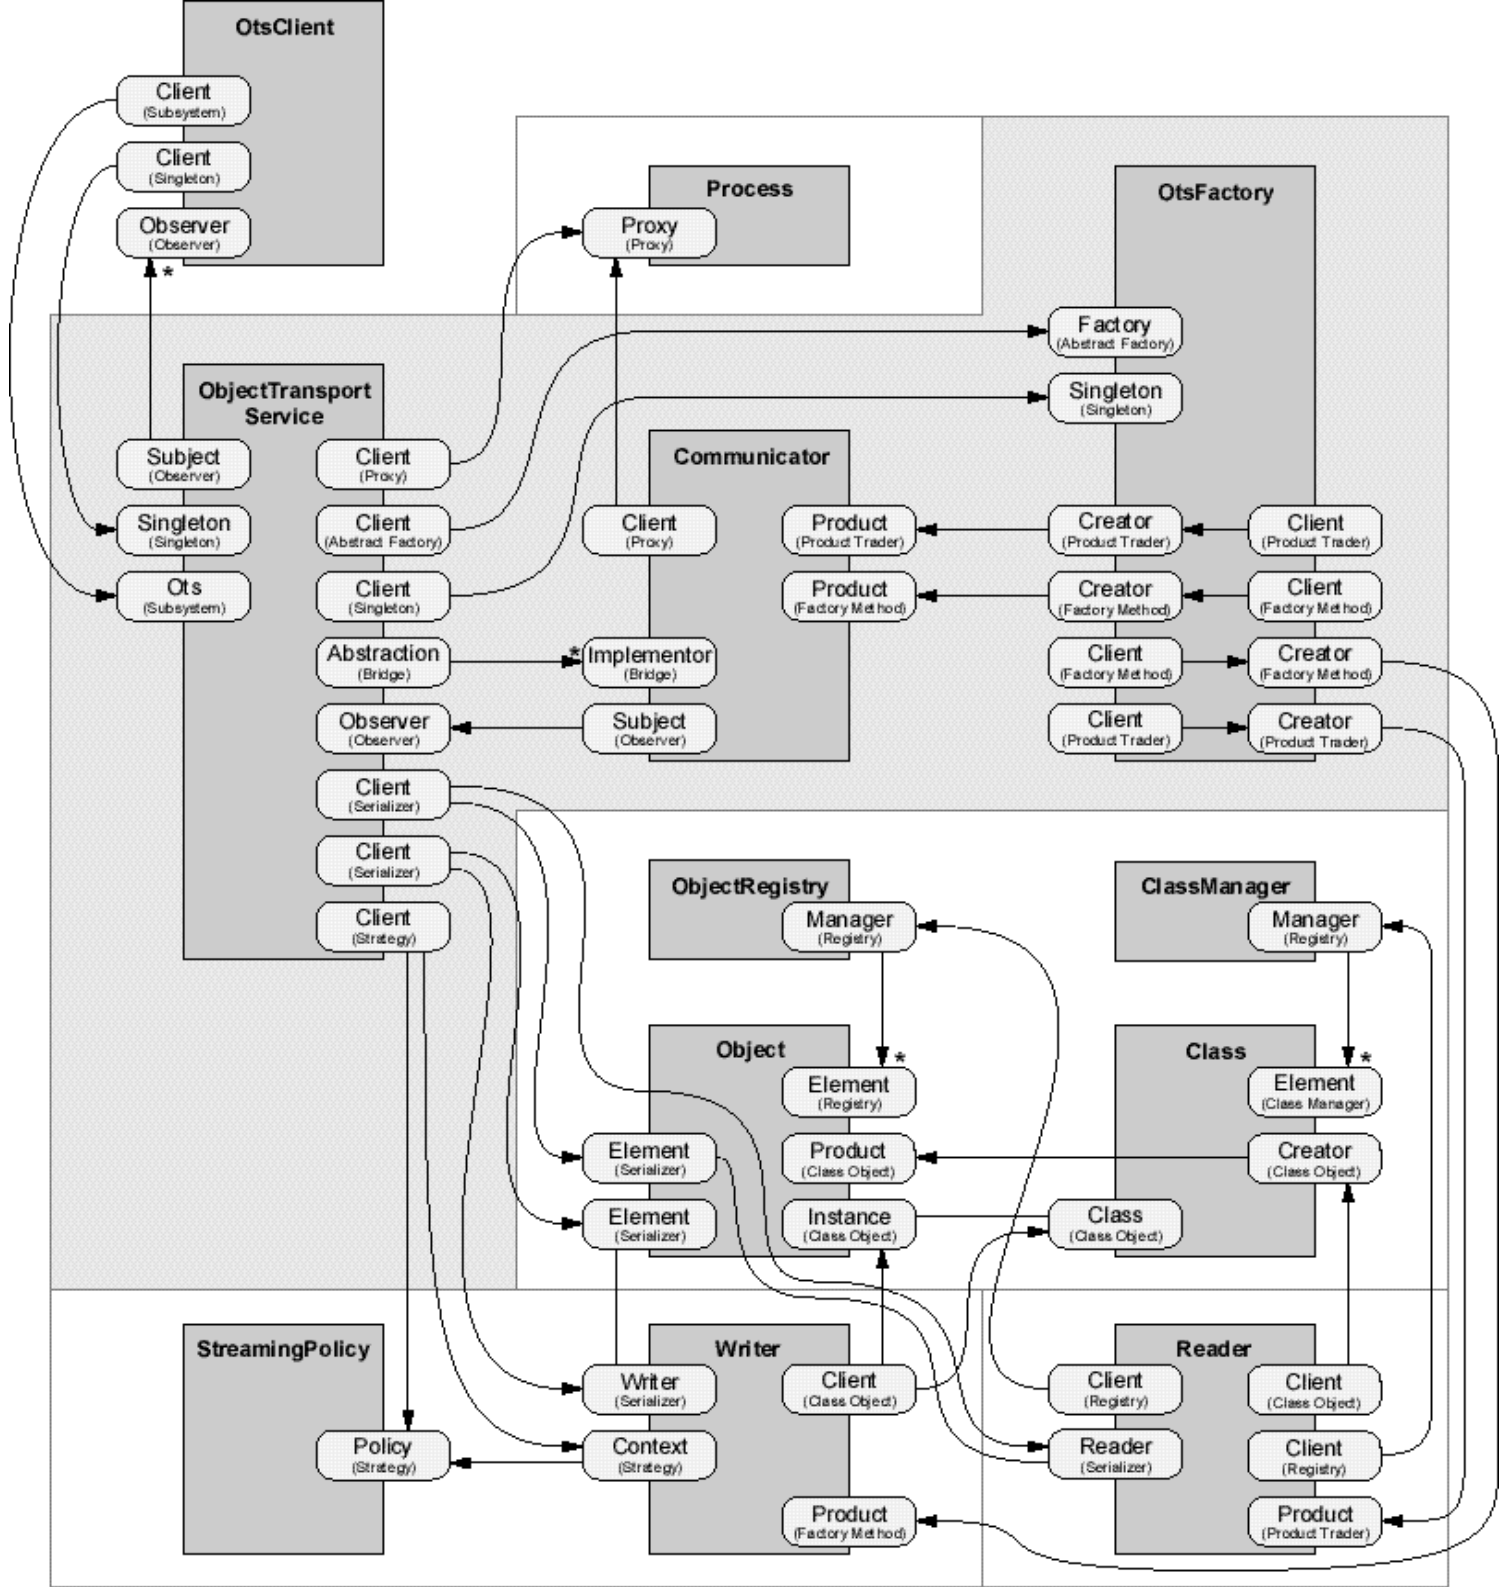 OtsClient
Client
(Subsystem)
Client
(Singleton)
Observer
(Observer)
*
Process
Proxy
(Proxy)
OtsFactory
Factory
(Abstract Factory)
Singleton
(Singleton)
Client
(Product Trader)
Creator
(Product Trader)
Client
(Factory Method)
Creator
(Factory Method)
Client
(Factory Method)
Creator
(Factory Method)
Client
(Product Trader)
Creator
(Product Trader)
ObjectTransport
Service
Subject
(Observer)
Client
(Proxy)
Singleton
(Singleton)
Client
(Abstract Factory)
Ots
(Subsystem)
Client
(Singleton)
Abstraction
(Bridge)
Observer
(Observer)
Client
(Serializer)
Client
(Serializer)
Client
(Strategy)
Communicator
Client
(Proxy)
Product
(Product Trader)
Product
(Factory Method)
*
Implementor
(Bridge)
Subject
(Observer)
ObjectRegistry
Manager
(Registry)
ClassManager
Manager
(Registry)
Object
*
Element
(Registry)
Element
(Serializer)
Product
(Class Object)
Element
(Serializer)
Instance
(Class Object)
Class
*
Element
(Class Manager)
Creator
(Class Object)
Class
(Class Object)
StreamingPolicy
Policy
(Strategy)
Writer
Writer
(Serializer)
Client
(Class Object)
Context
(Strategy)
Product
(Factory Method)
Reader
Client
(Registry)
Client
(Class Object)
Reader
(Serializer)
Client
(Registry)
Product
(Product Trader)